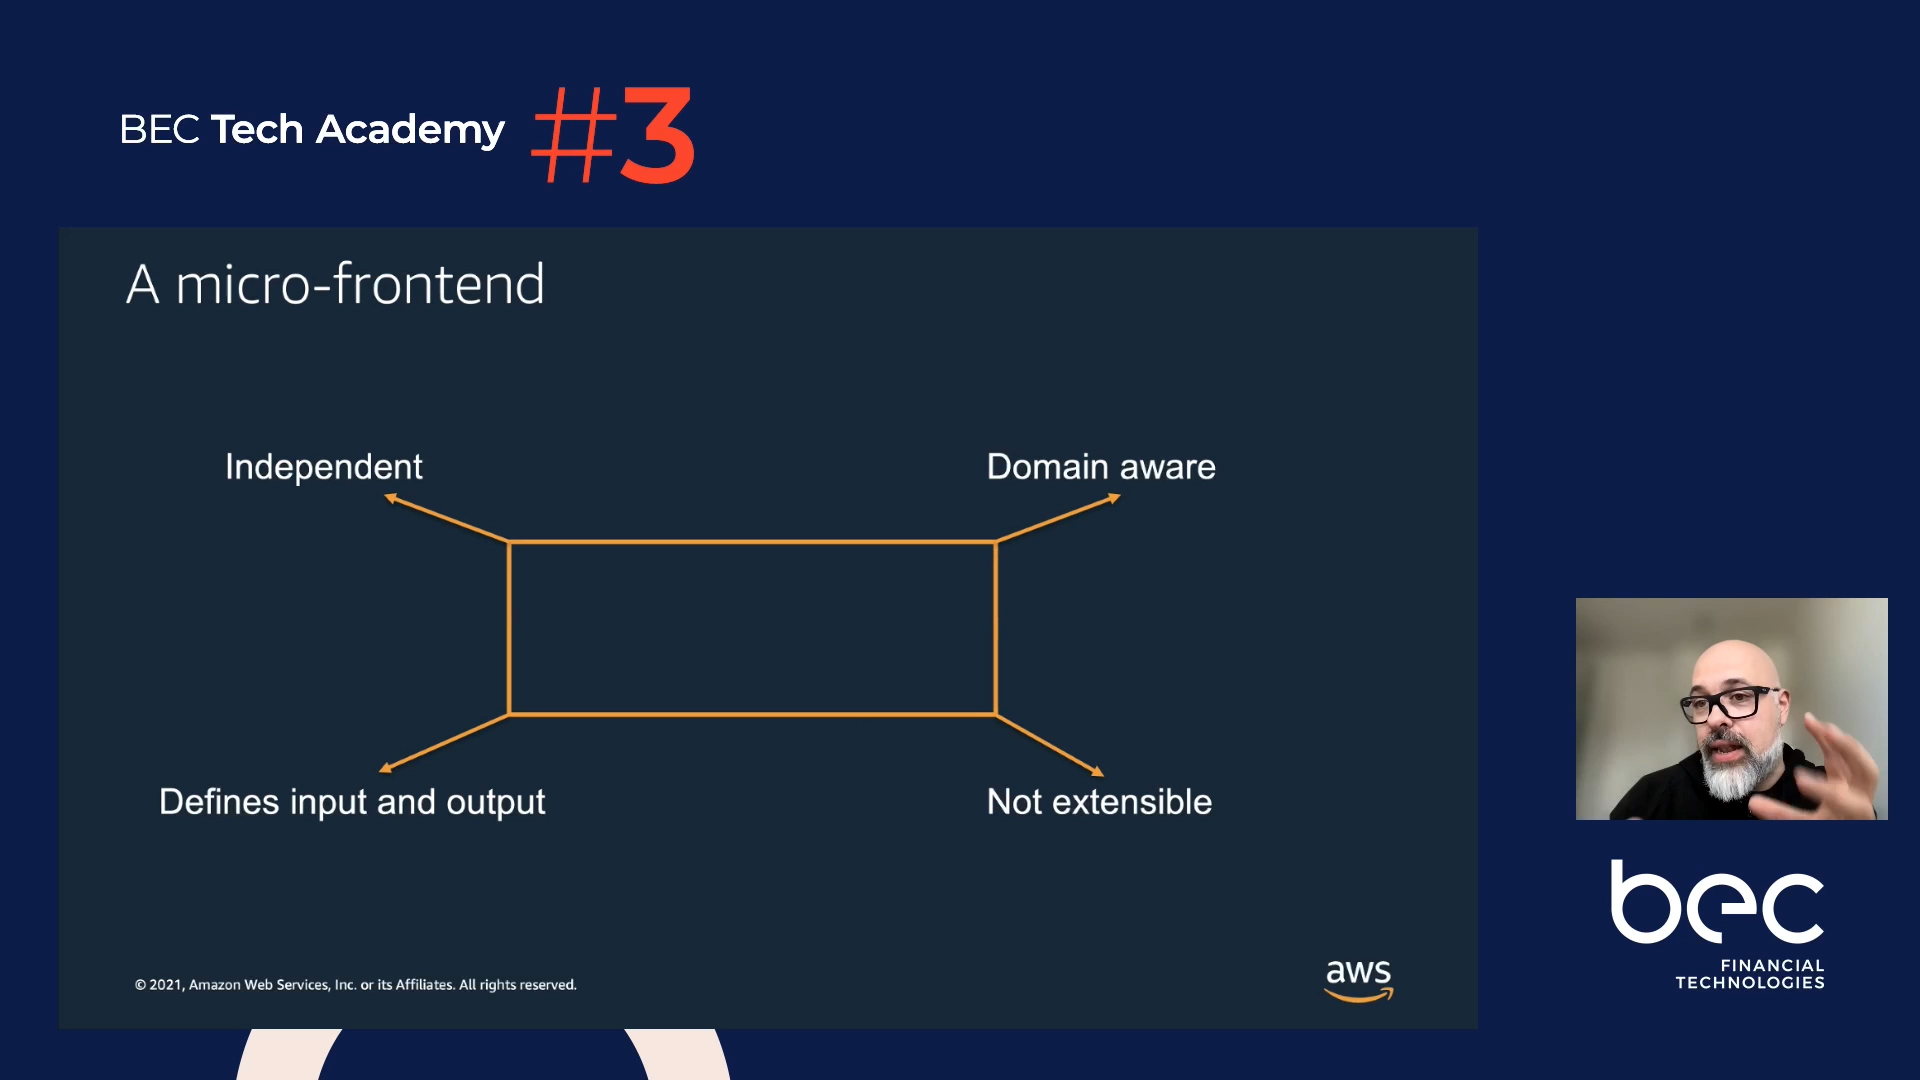 BEC Tech Academy #3
A micro-frontend
Independent
Domain aware
Defines input and output
Not extensible
© 2021, Amazon Web Services, Inc. or its Affiliates. All rights reserved.
aws
bec
FINANCIAL
TECHNOLOGIES